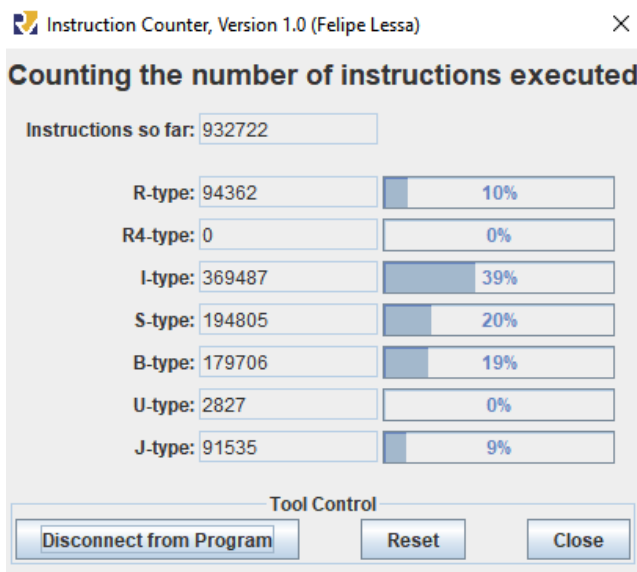 Instruction Counter, Version 1.0 (Felipe Lessa)
Counting the number of instructions executed
Instructions so far: 932722
R-type: 94362 10%
R4-type: 0 0%
I-type: 369487 39%
S-type: 194805 20%
B-type: 179706 19%
U-type: 2827 0%
J-type: 91535 9%
Tool Control
Disconnect from Program Reset Close